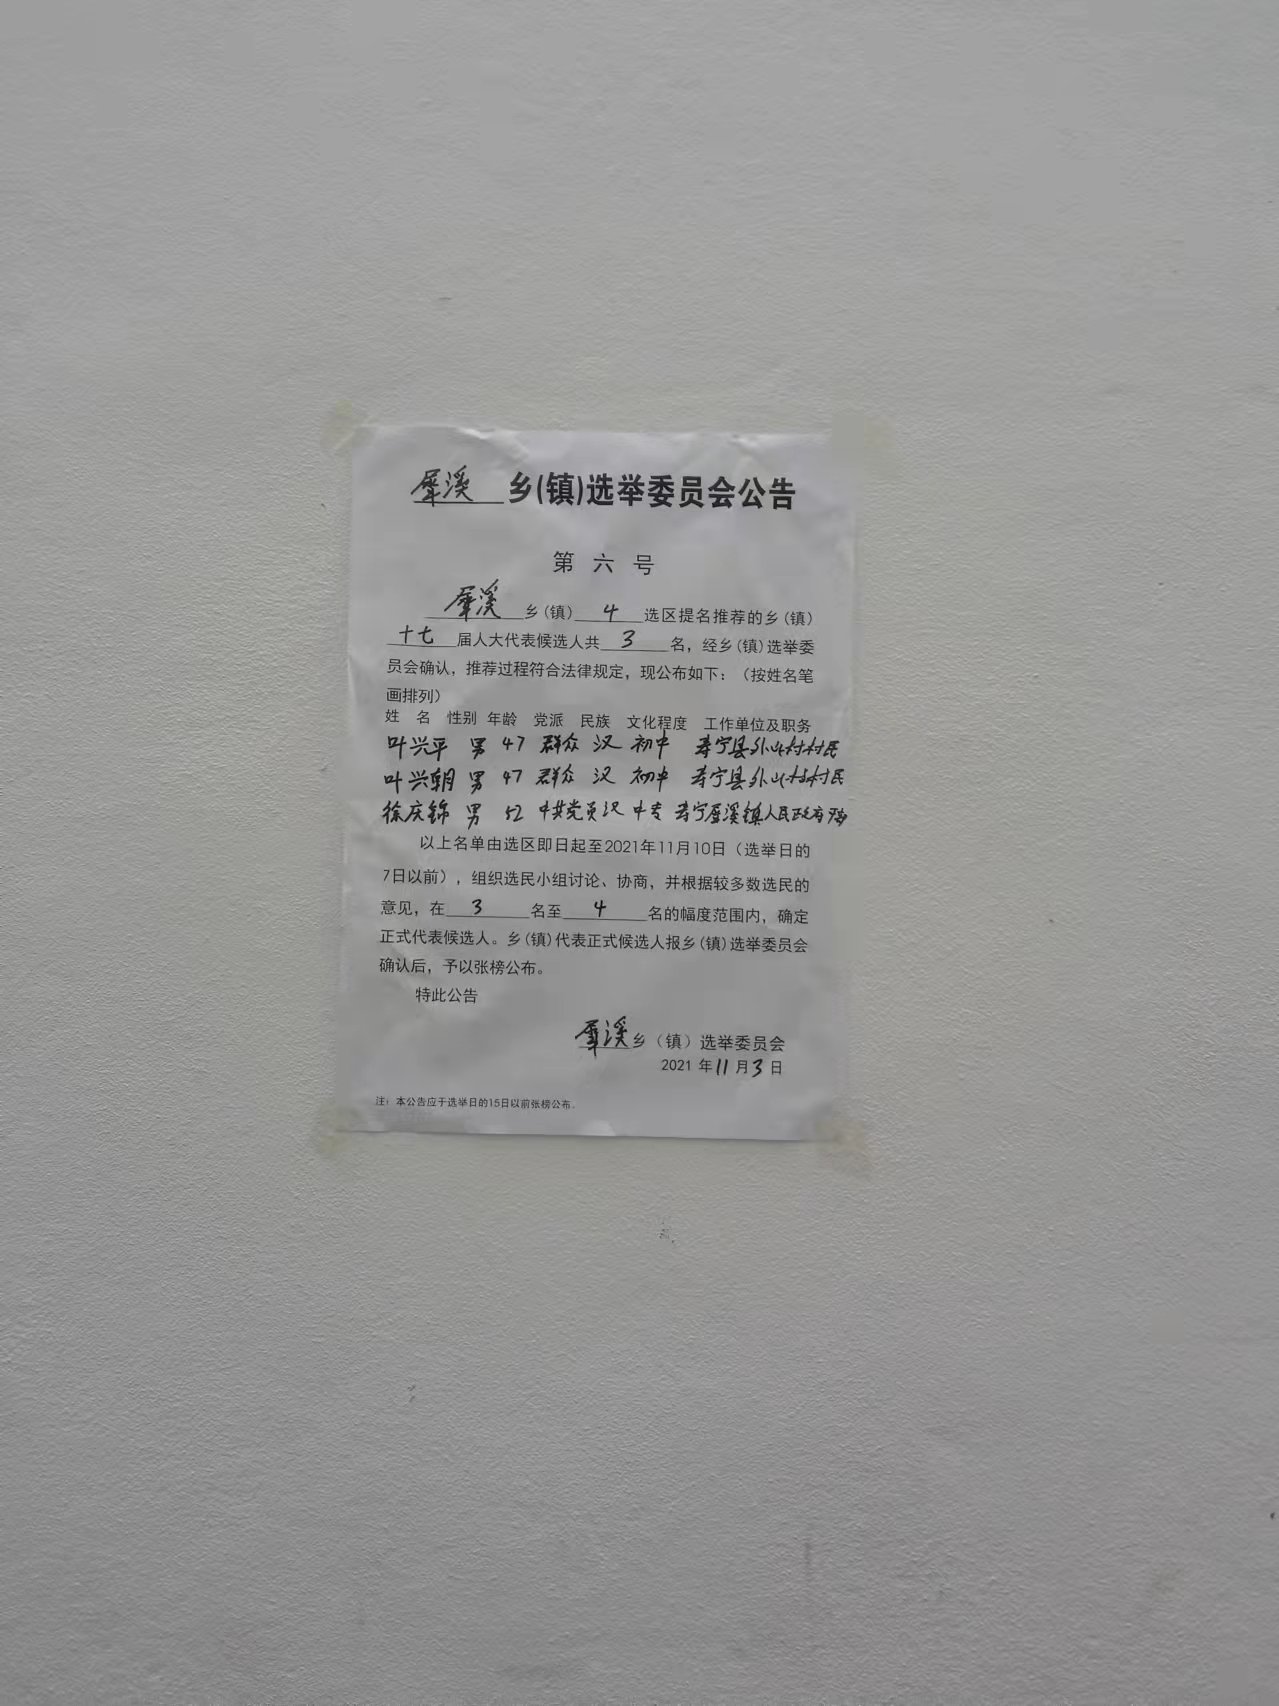 犀溪 乡(镇)选举委员会公告
第 六 号
犀溪 乡(镇) 4 选区提名推荐的乡(镇)
十七 届人大代表候选人共 3 名，经乡(镇)选举委
员会确认，推荐过程符合法律规定，现公布如下：（按姓名笔
画排列）
姓 名 性别 年龄 党派 民族 文化程度 工作单位及职务
叶兴平 男 47 群众 汉 初中 寿宁县外山村村民
叶兴朝 男 47 群众 汉 初中 寿宁县外山村村民
徐庆锦 男 52 中共党员 汉 中专 寿宁犀溪镇人民政府
以上名单由选区即日起至2021年11月10日（选举日的
7日以前），组织选民小组讨论、协商，并根据较多数选民的
意见，在 3 名至 4 名的幅度范围内，确定
正式代表候选人。乡(镇)代表正式候选人报乡(镇)选举委员会
确认后，予以张榜公布。
特此公告
犀溪 乡（镇）选举委员会
2021 年 11 月 3 日
注：本公告应于选举日的15日以前张榜公布。